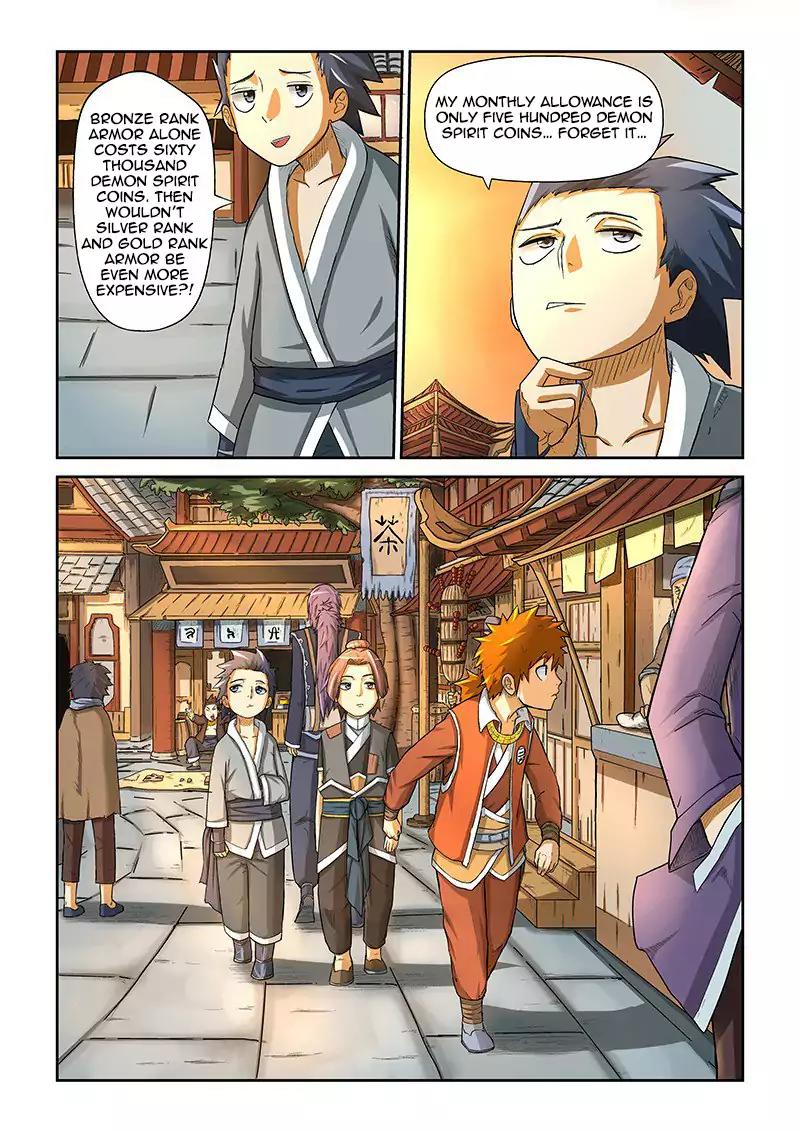 BRONZE RANK
ARMOR ALONE
COSTS SIXTY
THOUSAND
DEMON SPIRIT
COINS. THEN
WOULDN'T
SILVER RANK
AND GOLD RANK
ARMOR BE
EVEN MORE
EXPENSIVE?!
MY MONTHLY ALLOWANCE IS
ONLY FIVE HUNDRED DEMON
SPIRIT COINS... FORGET IT...
茶